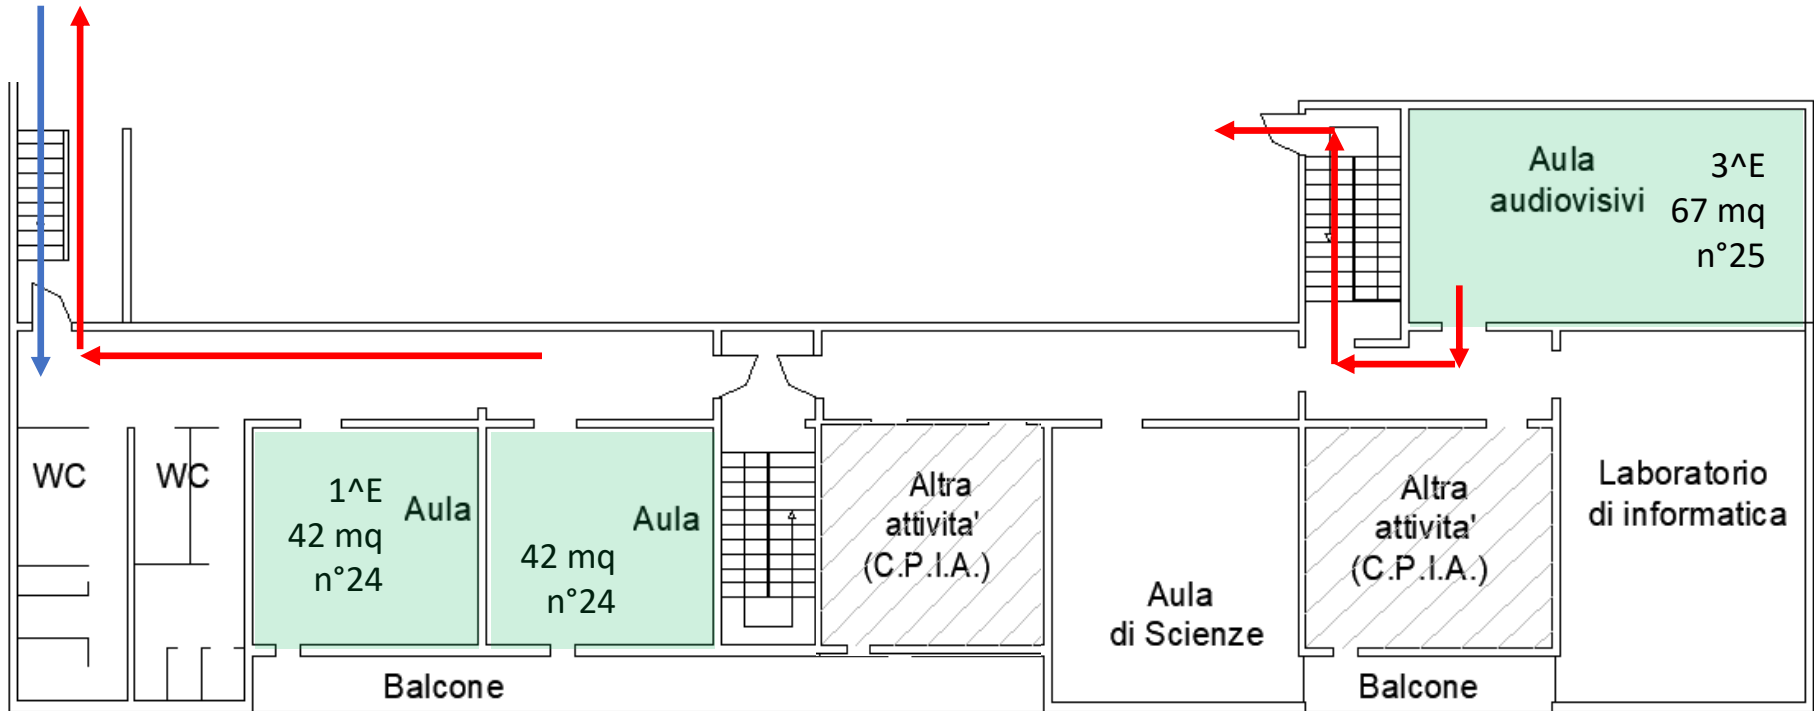 Aula
audiovisivi
3^E
67 mq
n°25
WC
WC
1^E
42 mq
n°24
Aula
Aula
42 mq
n°24
Altra
attivita'
(C.P.I.A.)
Aula
di Scienze
Altra
attivita'
(C.P.I.A.)
Laboratorio
di informatica
Balcone
Balcone